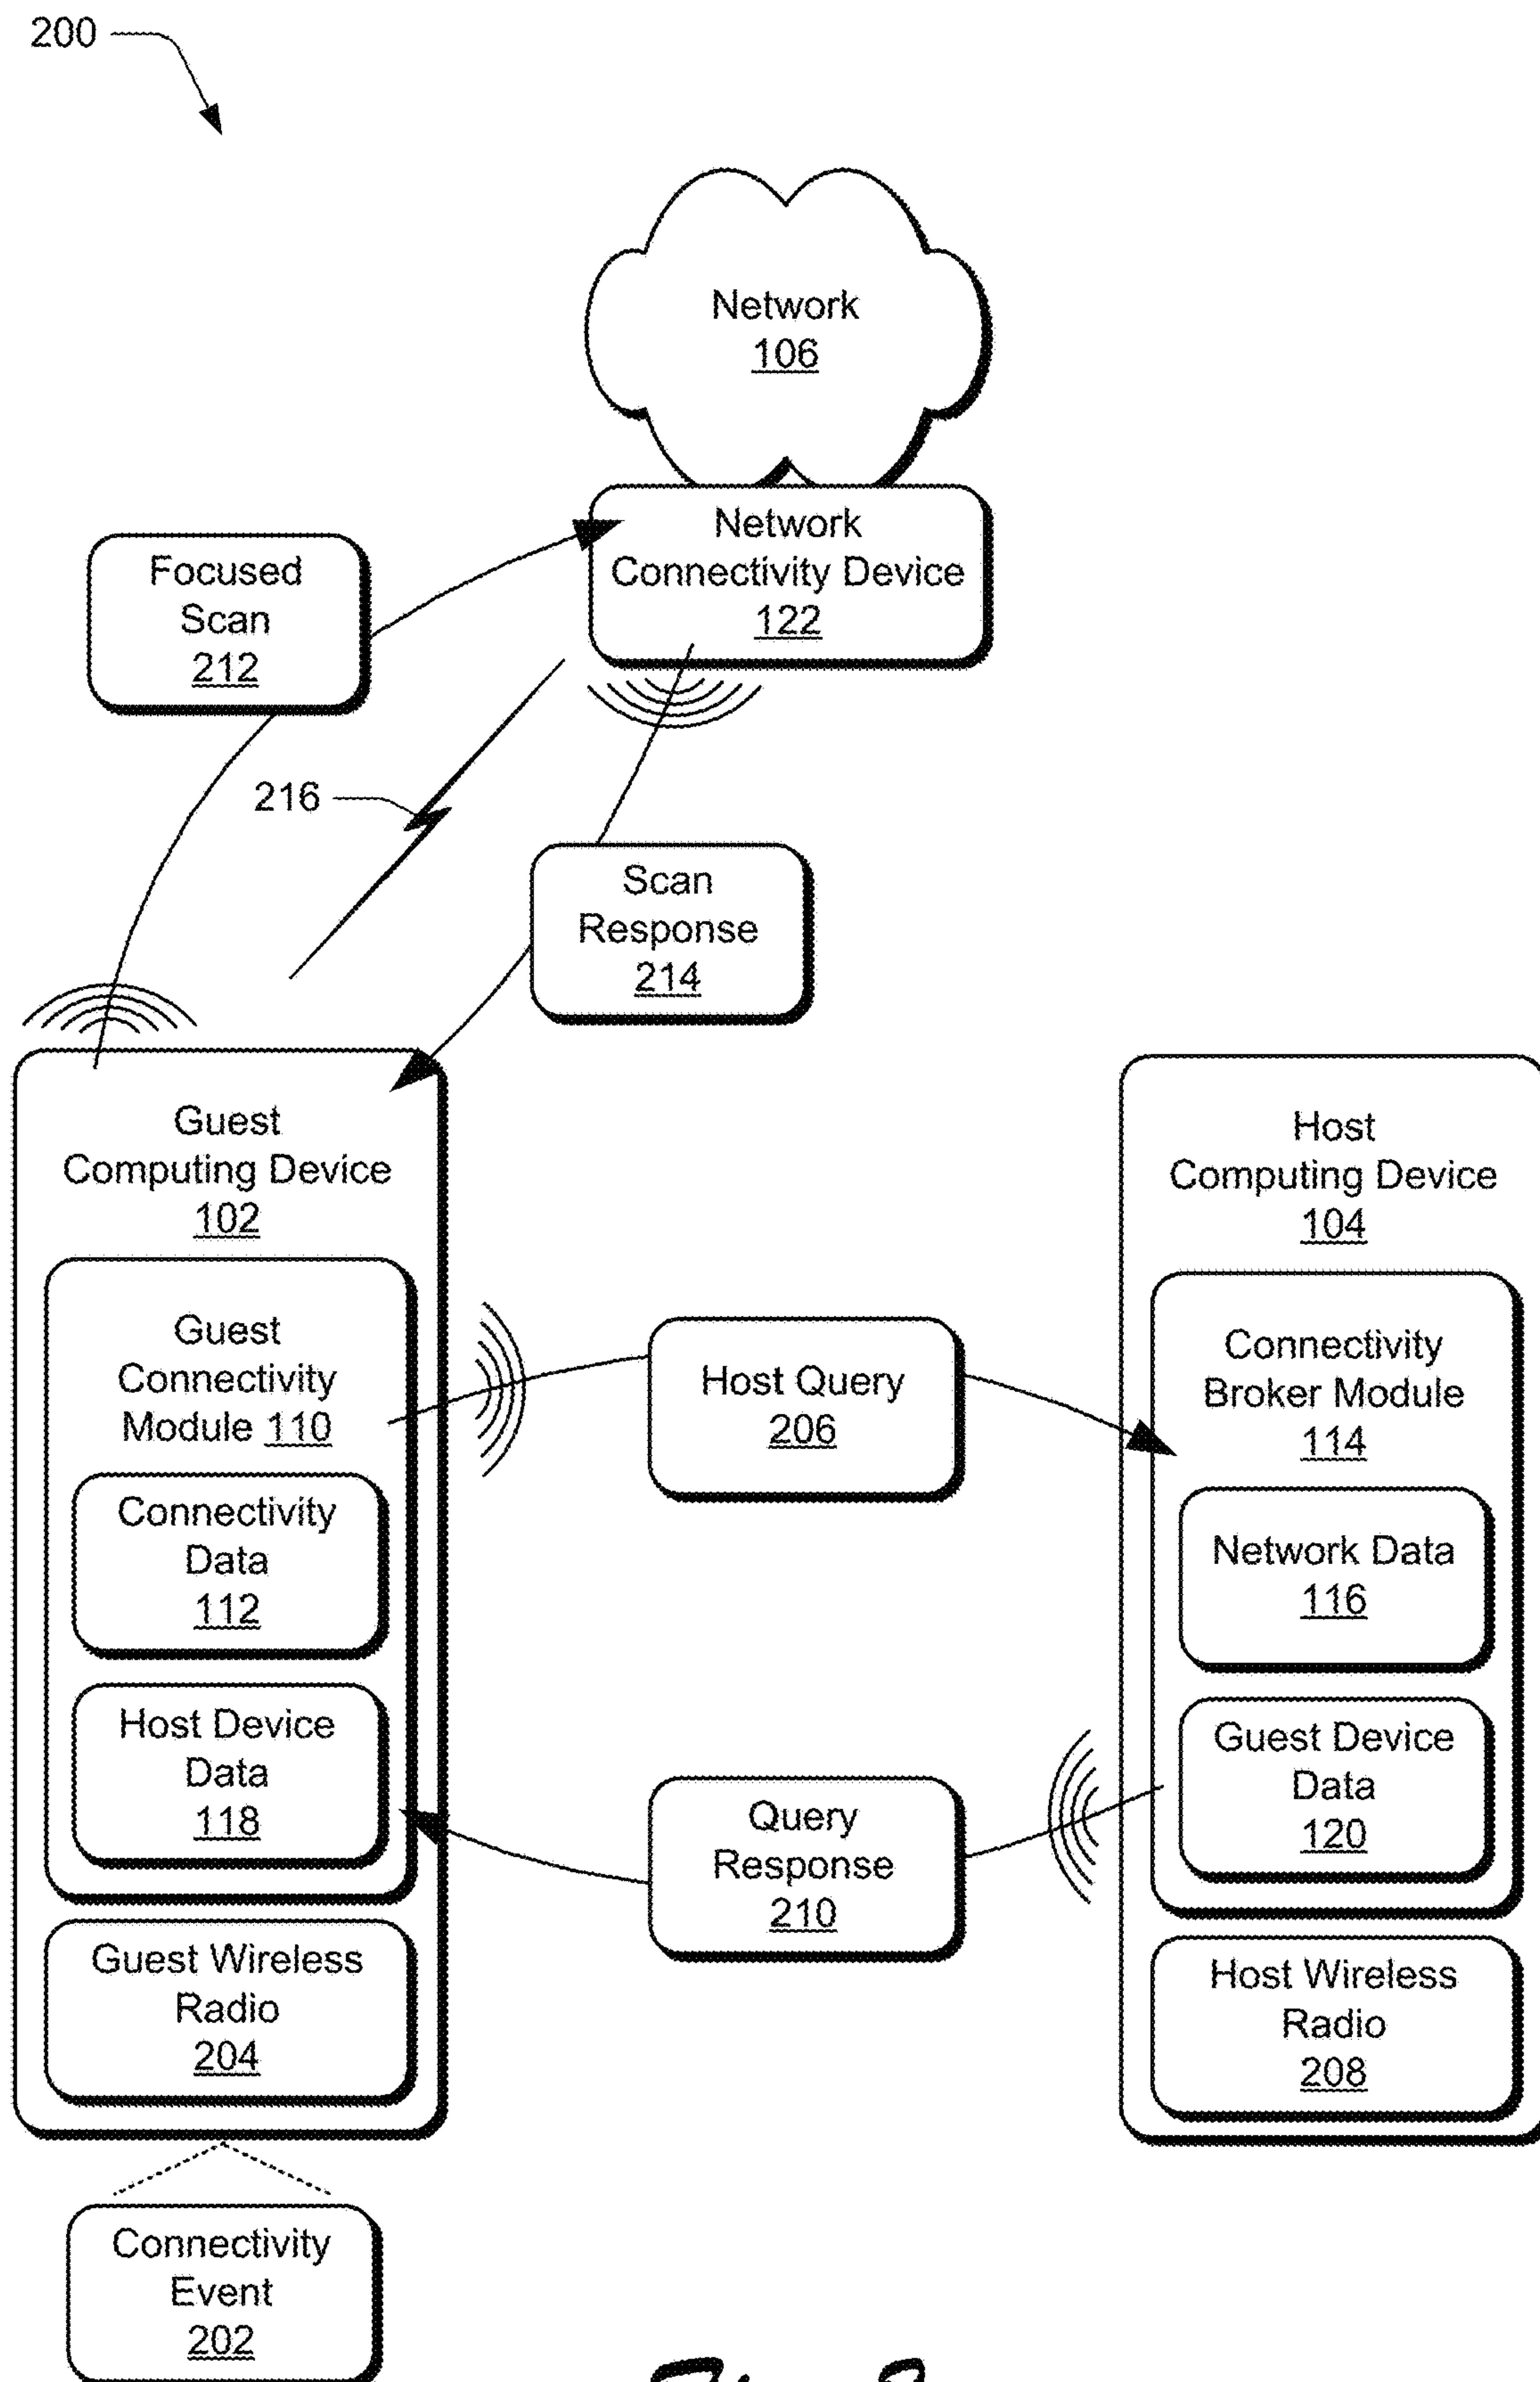 200
Network
106
Network
Connectivity Device
122
Focused
Scan
212
216
Scan
Response
214
Guest
Computing Device
102
Guest
Connectivity
Module 110
Connectivity
Data
112
Host Device
Data
118
Guest Wireless
Radio
204
Connectivity
Event
202
Host Query
206
Query
Response
210
Host
Computing Device
104
Connectivity
Broker Module
114
Network Data
116
Guest Device
Data
120
Host Wireless
Radio
208